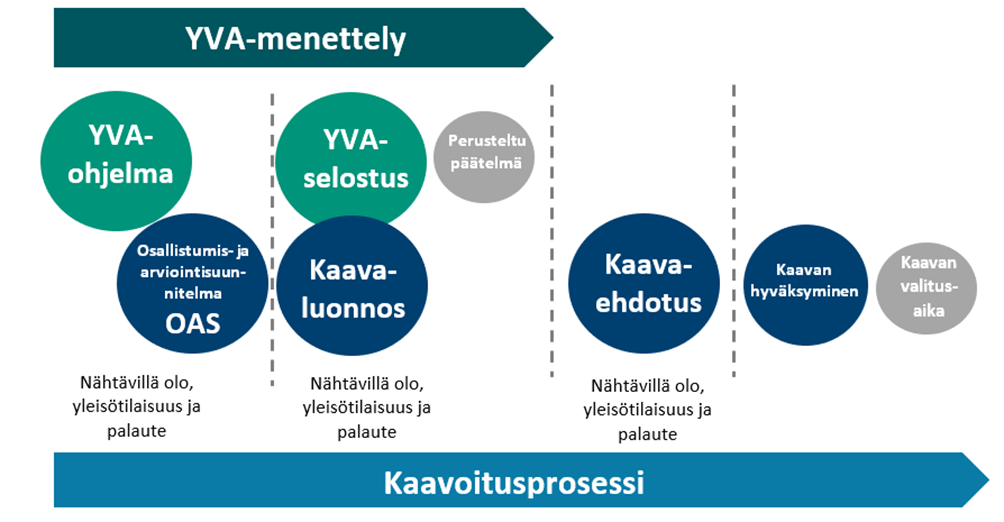 YVA-menettely
YVA-
ohjelma
YVA-
selostus
Perusteltu
päätelmä
Osallistumis- ja
arviointisuun-
nitelma
OAS
Kaava-
luonnos
Kaava-
ehdotus
Kaavan
hyväksyminen
Kaavan
valitus-
aika
Nähtävillä olo,
yleisötilaisuus ja
palaute
Nähtävillä olo,
yleisötilaisuus ja
palaute
Nähtävillä olo,
yleisötilaisuus ja
palaute
Kaavoitusprosessi